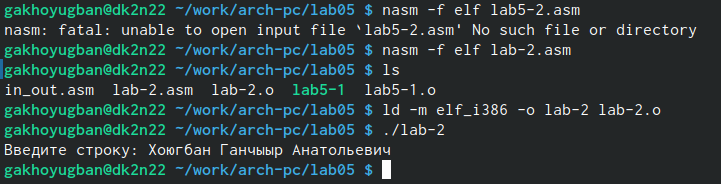 gakhoyugban@dk2n22 ~/work/arch-pc/lab05 $ nasm -f elf lab5-2.asm
nasm: fatal: unable to open input file `lab5-2.asm' No such file or directory
gakhoyugban@dk2n22 ~/work/arch-pc/lab05 $ nasm -f elf lab-2.asm
gakhoyugban@dk2n22 ~/work/arch-pc/lab05 $ ls
in_out.asm  lab-2.asm  lab-2.o  lab5-1  lab5-1.o
gakhoyugban@dk2n22 ~/work/arch-pc/lab05 $ ld -m elf_i386 -o lab-2 lab-2.o
gakhoyugban@dk2n22 ~/work/arch-pc/lab05 $ ./lab-2
Введите строку: Хоюгбан Ганчыыр Анатольевич
gakhoyugban@dk2n22 ~/work/arch-pc/lab05 $